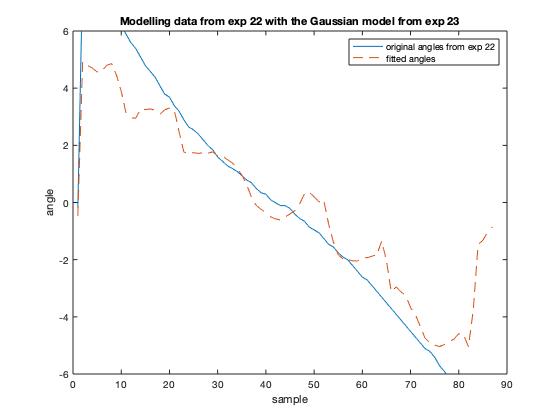 Modelling data from exp 22 with the Gaussian model from exp 23
original angles from exp 22
fitted angles
6
4
2
0
-2
-4
-6
angle
0 10 20 30 40 50 60 70 80 90
sample